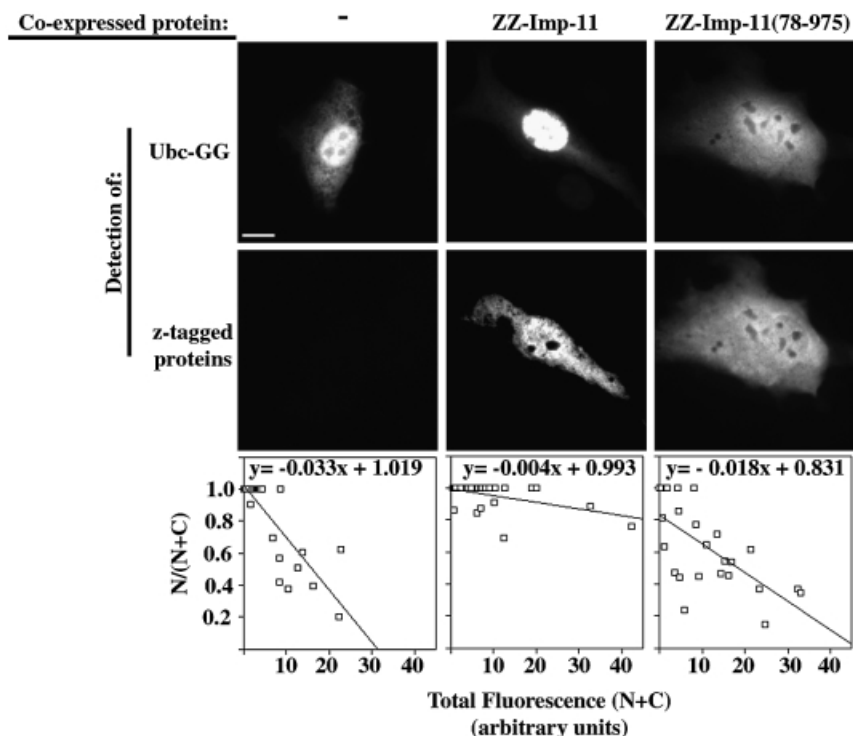 Co-expressed protein: - ZZ-Imp-11 ZZ-Imp-11(78-975)
Detection of:
Ubc-GG
z-tagged
proteins
y= -0.033x + 1.019 y= -0.004x + 0.993 y= - 0.018x + 0.831
N/(N+C)
1.0
0.8
0.6
0.4
0.2
10 20 30 40 10 20 30 40 10 20 30 40
Total Fluorescence (N+C)
(arbitrary units)